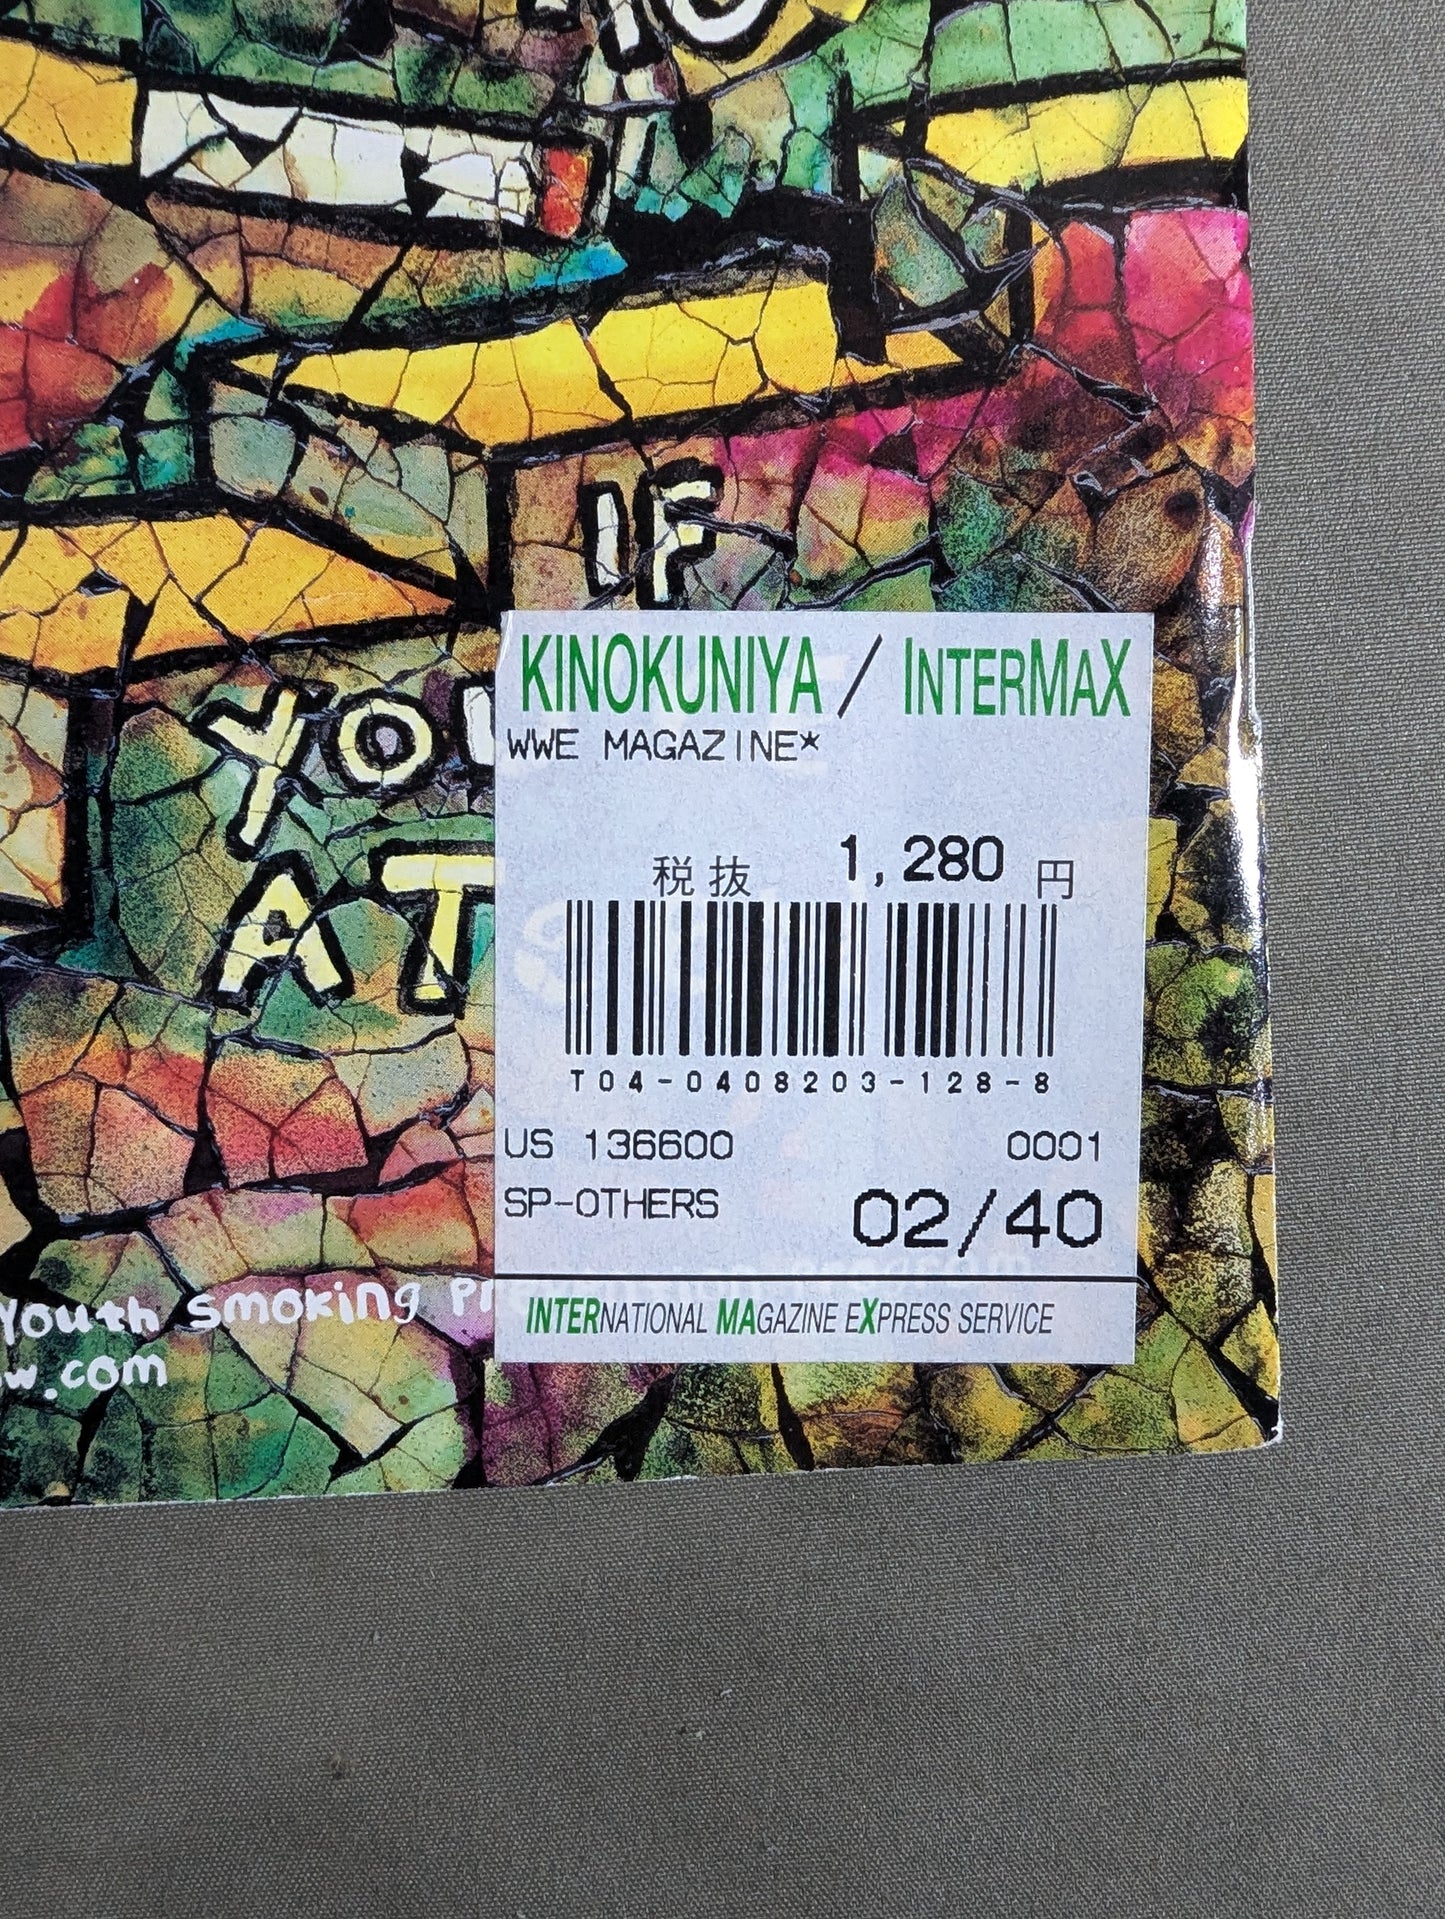 IF
YOU
AT
KINOKUNIYA / INTERMAX
WWE MAGAZINE*
税抜 1,280 円
T04-0408203-128-8
US 136600 0001
SP-OTHERS 02/40
INTERNATIONAL MAGAZINE EXPRESS SERVICE
Youth Smoking
.com